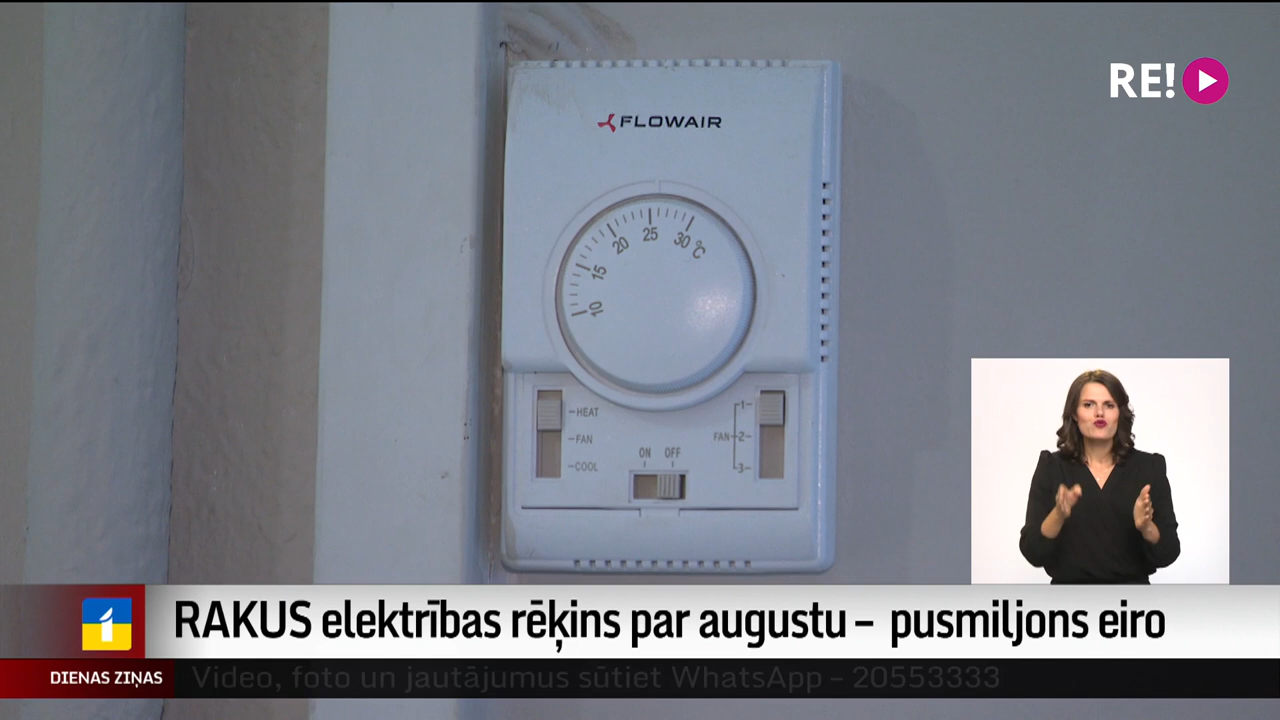 RE!
FLOWAIR
10 15 20 25 30 °C
HEAT
FAN
COOL
ON OFF
1
FAN 2
3
1
RAKUS elektrības rēķins par augustu – pusmiljons eiro
DIENAS ZIŅAS
Video, foto un jautājumus sūtiet WhatsApp – 20553333